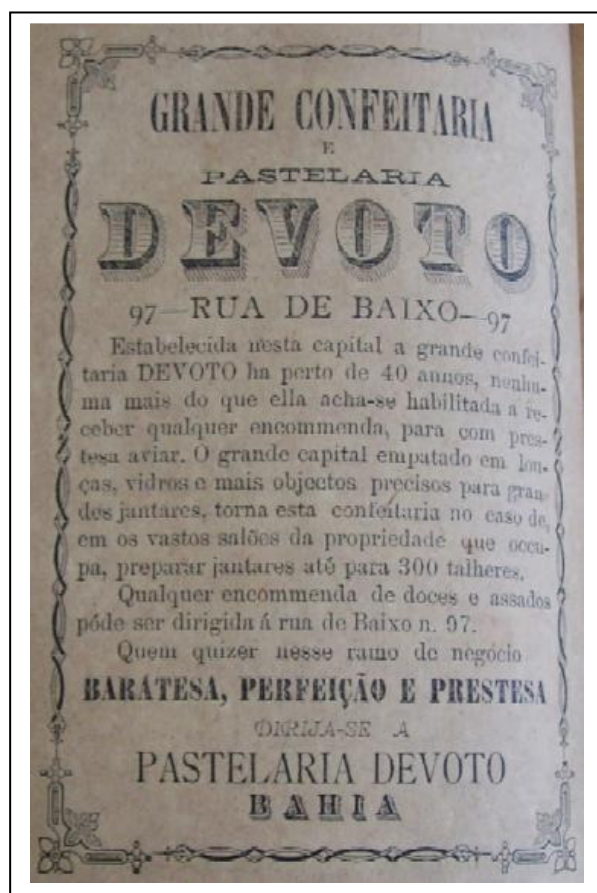 GRANDE CONFEITARIA
E
PASTELARIA
DEVOTO
97—RUA DE BAIXO—97
Estabelecida nesta capital a grande confei-
taria DEVOTO ha perto de 40 annos, nenhu-
ma mais do que ella acha-se habilitada a re-
ceber qualquer encommenda, para com pres-
tesa aviar. O grande capital empatado em lou-
ças, vidros e mais objectos precisos para gran
des jantares, torna esta confeitaria no caso de,
em os vastos salões da propriedade que occu-
pa, preparar jantares até para 300 talheres.
Qualquer encommenda de doces e assados
póde ser dirigida á rua de Baixo n. 97.
Quem quizer nesse ramo de negócio
BARATESA, PERFEIÇÃO E PRESTESA
DIRIJA-SE A
PASTELARIA DEVOTO
BAHIA